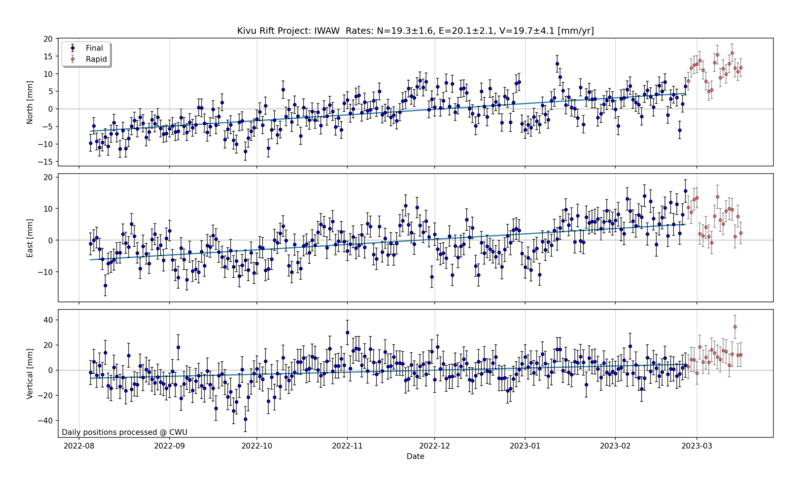 Kivu Rift Project: IWAW Rates: N=19.3±1.6, E=20.1±2.1, V=19.7±4.1 [mm/yr]
Final
Rapid
North [mm]
20
15
10
5
0
−5
−10
−15
East [mm]
20
10
0
−10
Vertical [mm]
40
20
0
−20
−40
Daily positions processed @ CWU
2022-08 2022-09 2022-10 2022-11 2022-12 2023-01 2023-02 2023-03
Date